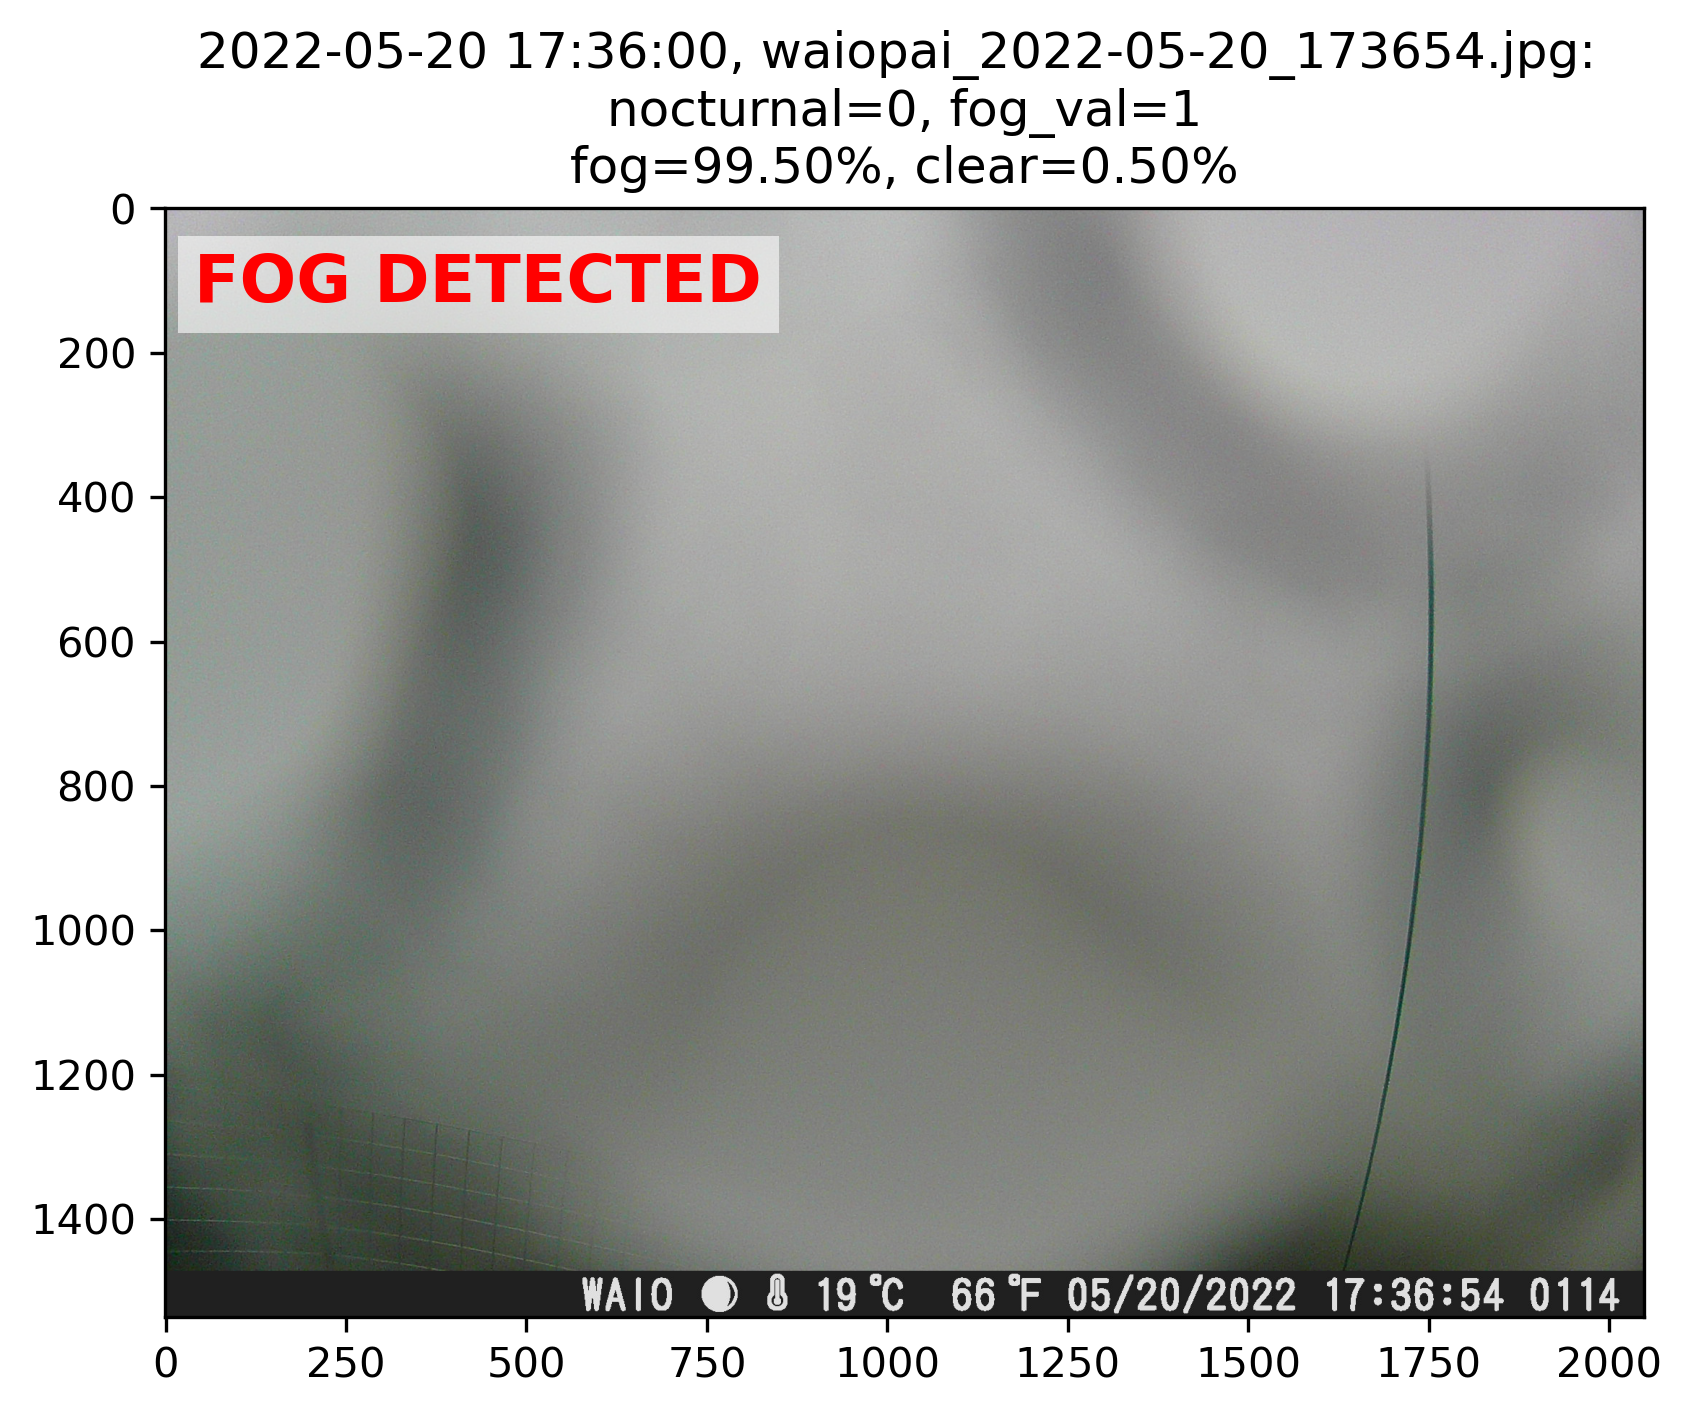 2022-05-20 17:36:00, waiopai_2022-05-20_173654.jpg:
nocturnal=0, fog_val=1
fog=99.50%, clear=0.50%
0
FOG DETECTED
200
400
600
800
1000
1200
1400
WAIO 19°C 66°F 05/20/2022 17:36:54 0114
0 250 500 750 1000 1250 1500 1750 2000